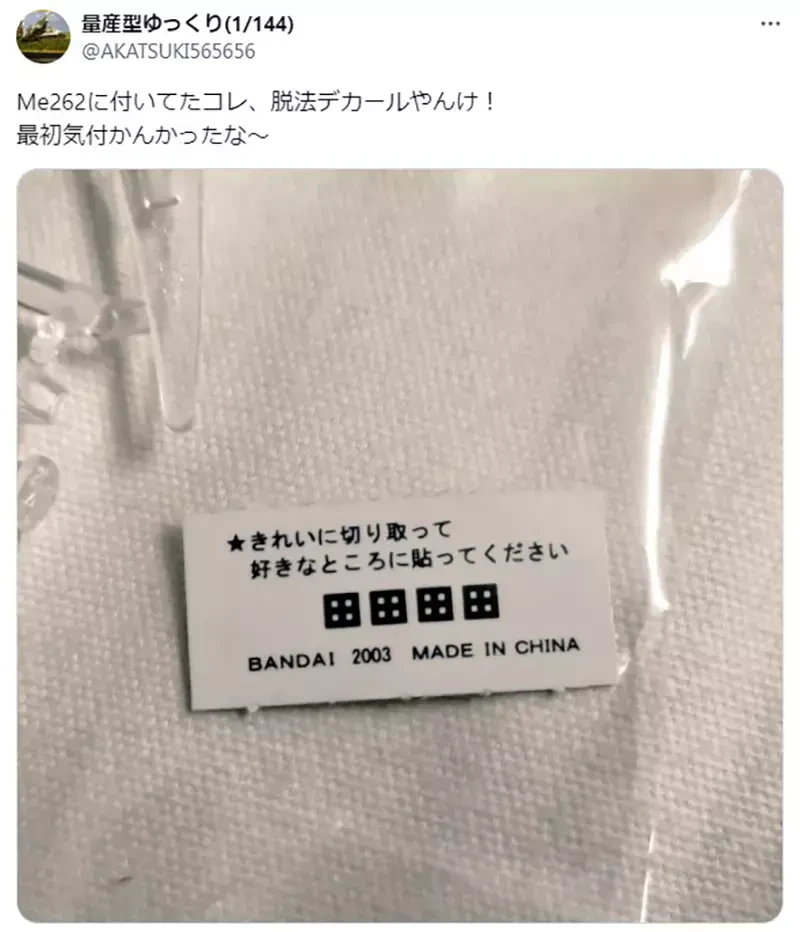 量産型ゆっくり(1/144)
@AKATSUKI565656
Me262に付いてたコレ、脱法デカールやんけ！
最初気付かんかったな～
★きれいに切り取って
好きなところに貼ってください
BANDAI 2003 MADE IN CHINA